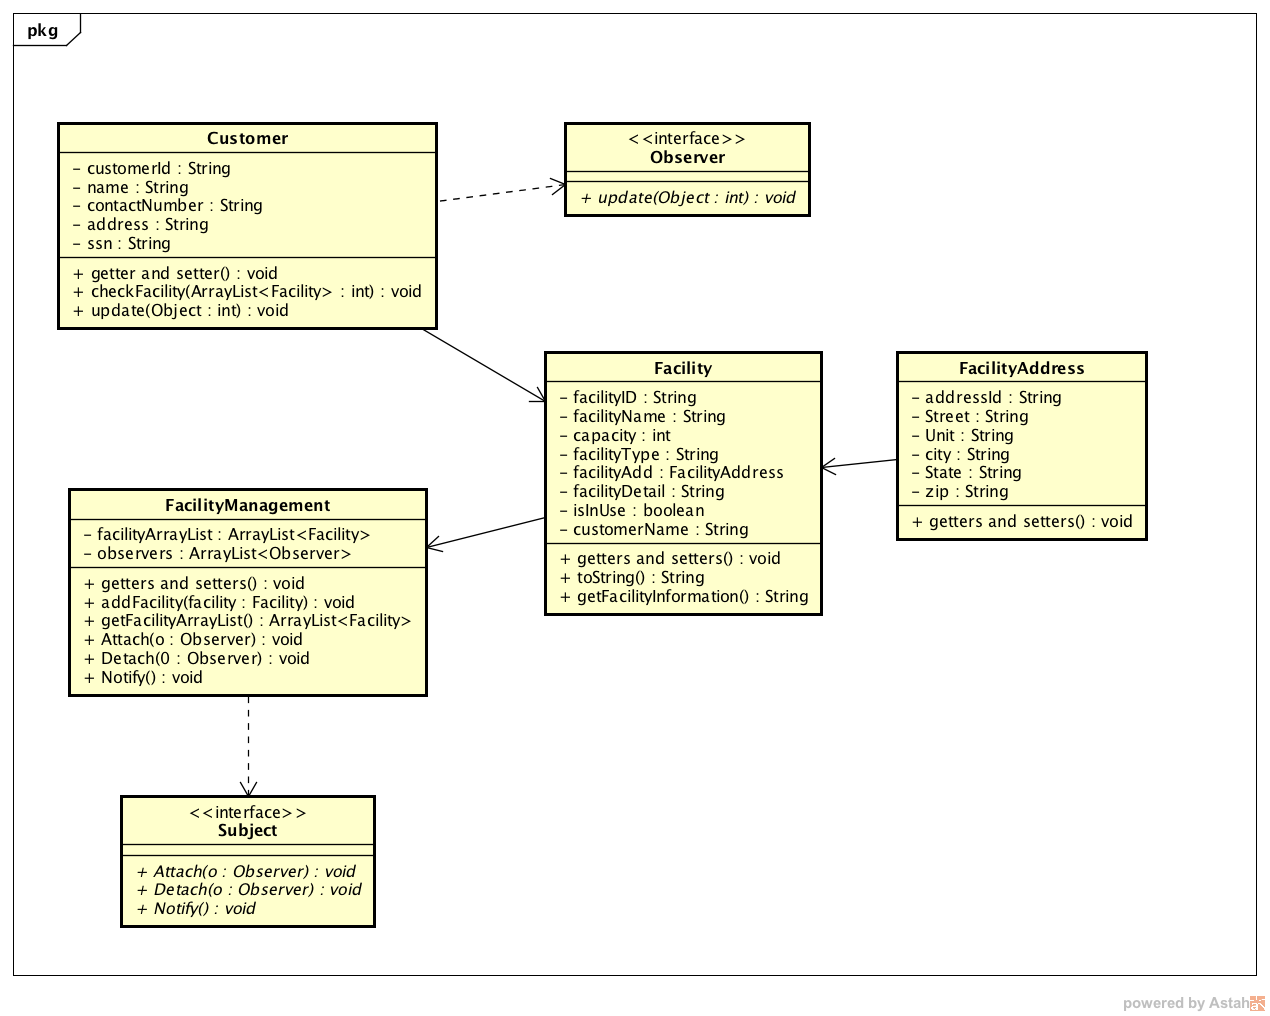 pkg
Customer
- customerId : String
- name : String
- contactNumber : String
- address : String
- ssn : String
+ getter and setter() : void
+ checkFacility(ArrayList<Facility> : int) : void
+ update(Object : int) : void
<<interface>>
Observer
+ update(Object : int) : void
Facility
- facilityID : String
- facilityName : String
- capacity : int
- facilityType : String
- facilityAdd : FacilityAddress
- facilityDetail : String
- isInUse : boolean
- customerName : String
+ getters and setters() : void
+ toString() : String
+ getFacilityInformation() : String
FacilityAddress
- addressId : String
- Street : String
- Unit : String
- city : String
- State : String
- zip : String
+ getters and setters() : void
FacilityManagement
- facilityArrayList : ArrayList<Facility>
- observers : ArrayList<Observer>
+ getters and setters() : void
+ addFacility(facility : Facility) : void
+ getFacilityArrayList() : ArrayList<Facility>
+ Attach(o : Observer) : void
+ Detach(0 : Observer) : void
+ Notify() : void
<<interface>>
Subject
+ Attach(o : Observer) : void
+ Detach(o : Observer) : void
+ Notify() : void
powered by Astah